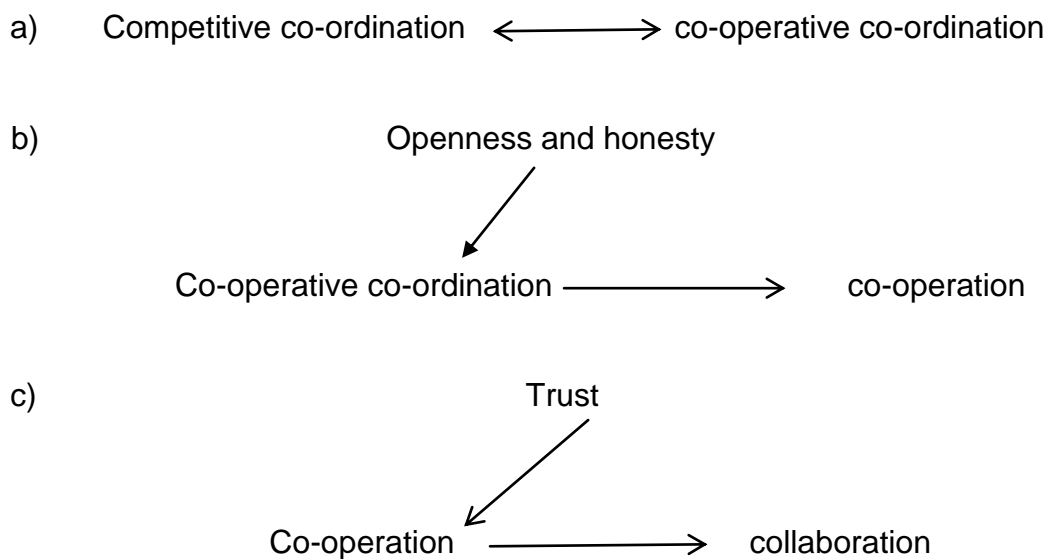 a) Competitive co-ordination co-operative co-ordination
b) Openness and honesty
Co-operative co-ordination co-operation
c) Trust
Co-operation collaboration